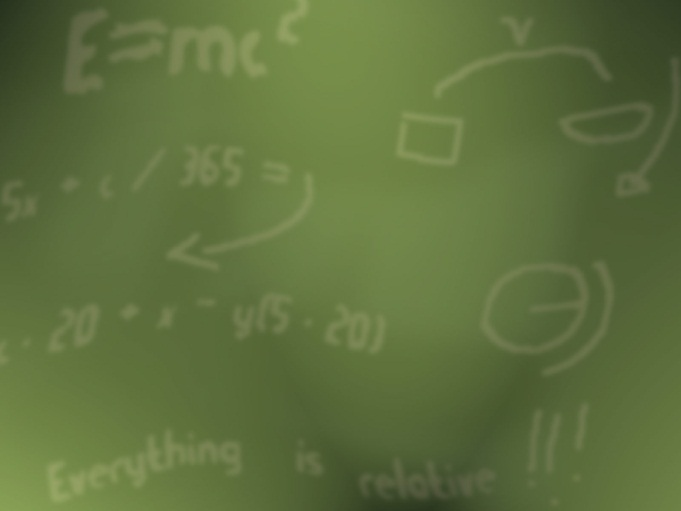 E=mc²
v
5x + c / 365 =
· 20 + x - y(5 · 20)
Everything is relative !!!